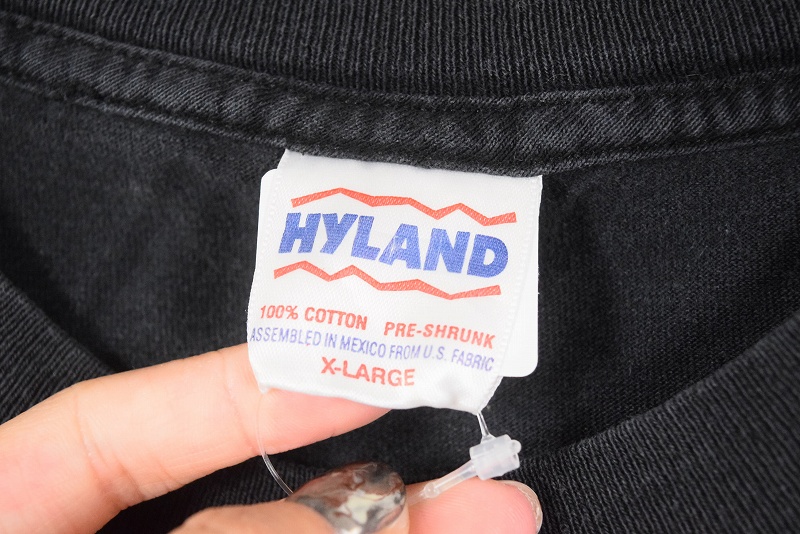 HYLAND
100% COTTON PRE-SHRUNK
ASSEMBLED IN MEXICO FROM U.S. FABRIC
X-LARGE